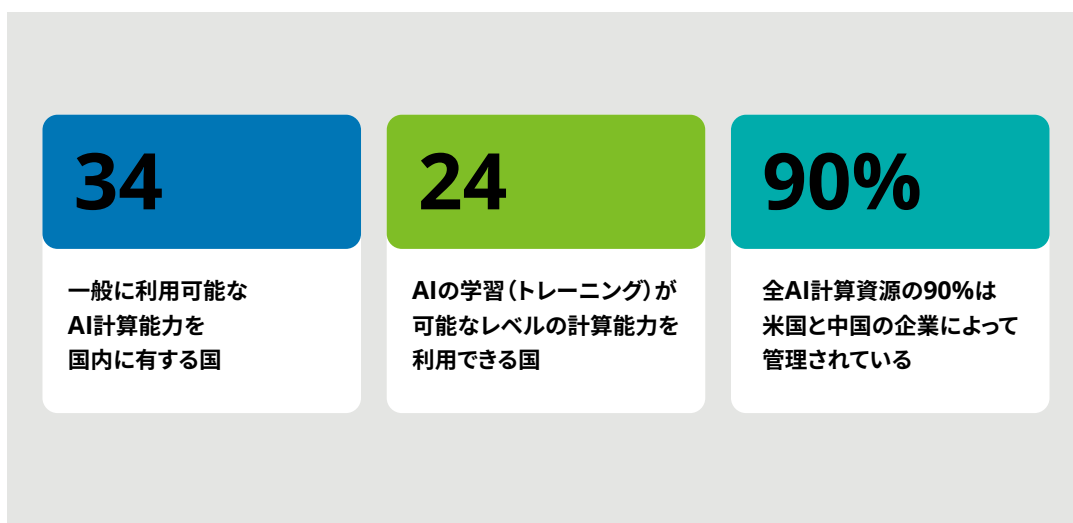 34
一般に利用可能な
AI計算能力を
国内に有する国
24
AIの学習（トレーニング）が
可能なレベルの計算能力を
利用できる国
90%
全AI計算資源の90%は
米国と中国の企業によって
管理されている